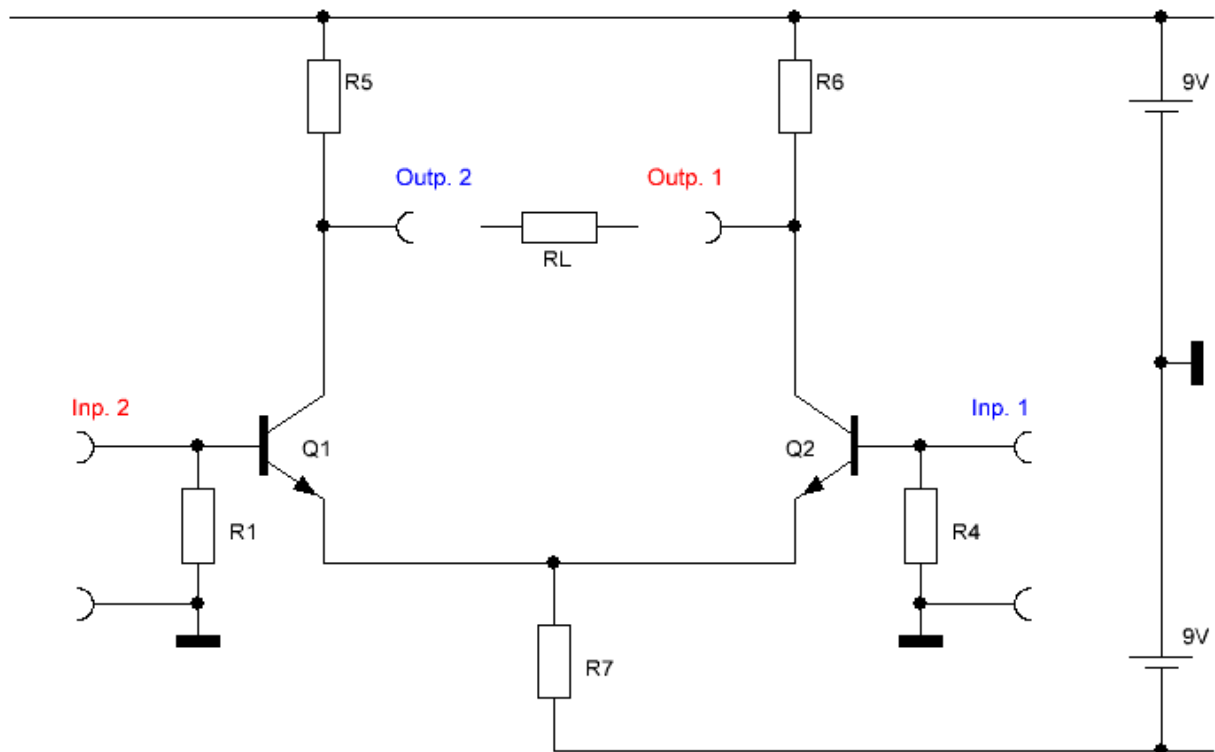 R5
R6
9V
Outp. 2
Outp. 1
RL
Inp. 2
Inp. 1
Q1
Q2
R1
R4
9V
R7